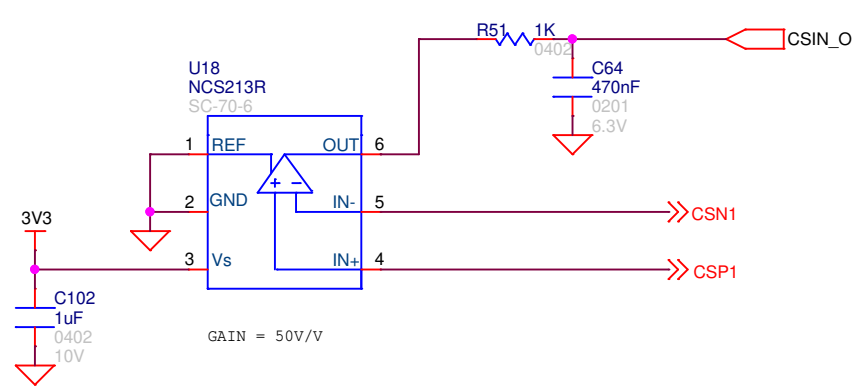 R51 1K
0402
CSIN_O
C64
470nF
0201
6.3V
U18
NCS213R
SC-70-6
1 REF OUT 6
+ −
2 GND IN- 5
CSN1
3V3
3 Vs IN+ 4
CSP1
C102
1uF
0402
10V
GAIN = 50V/V